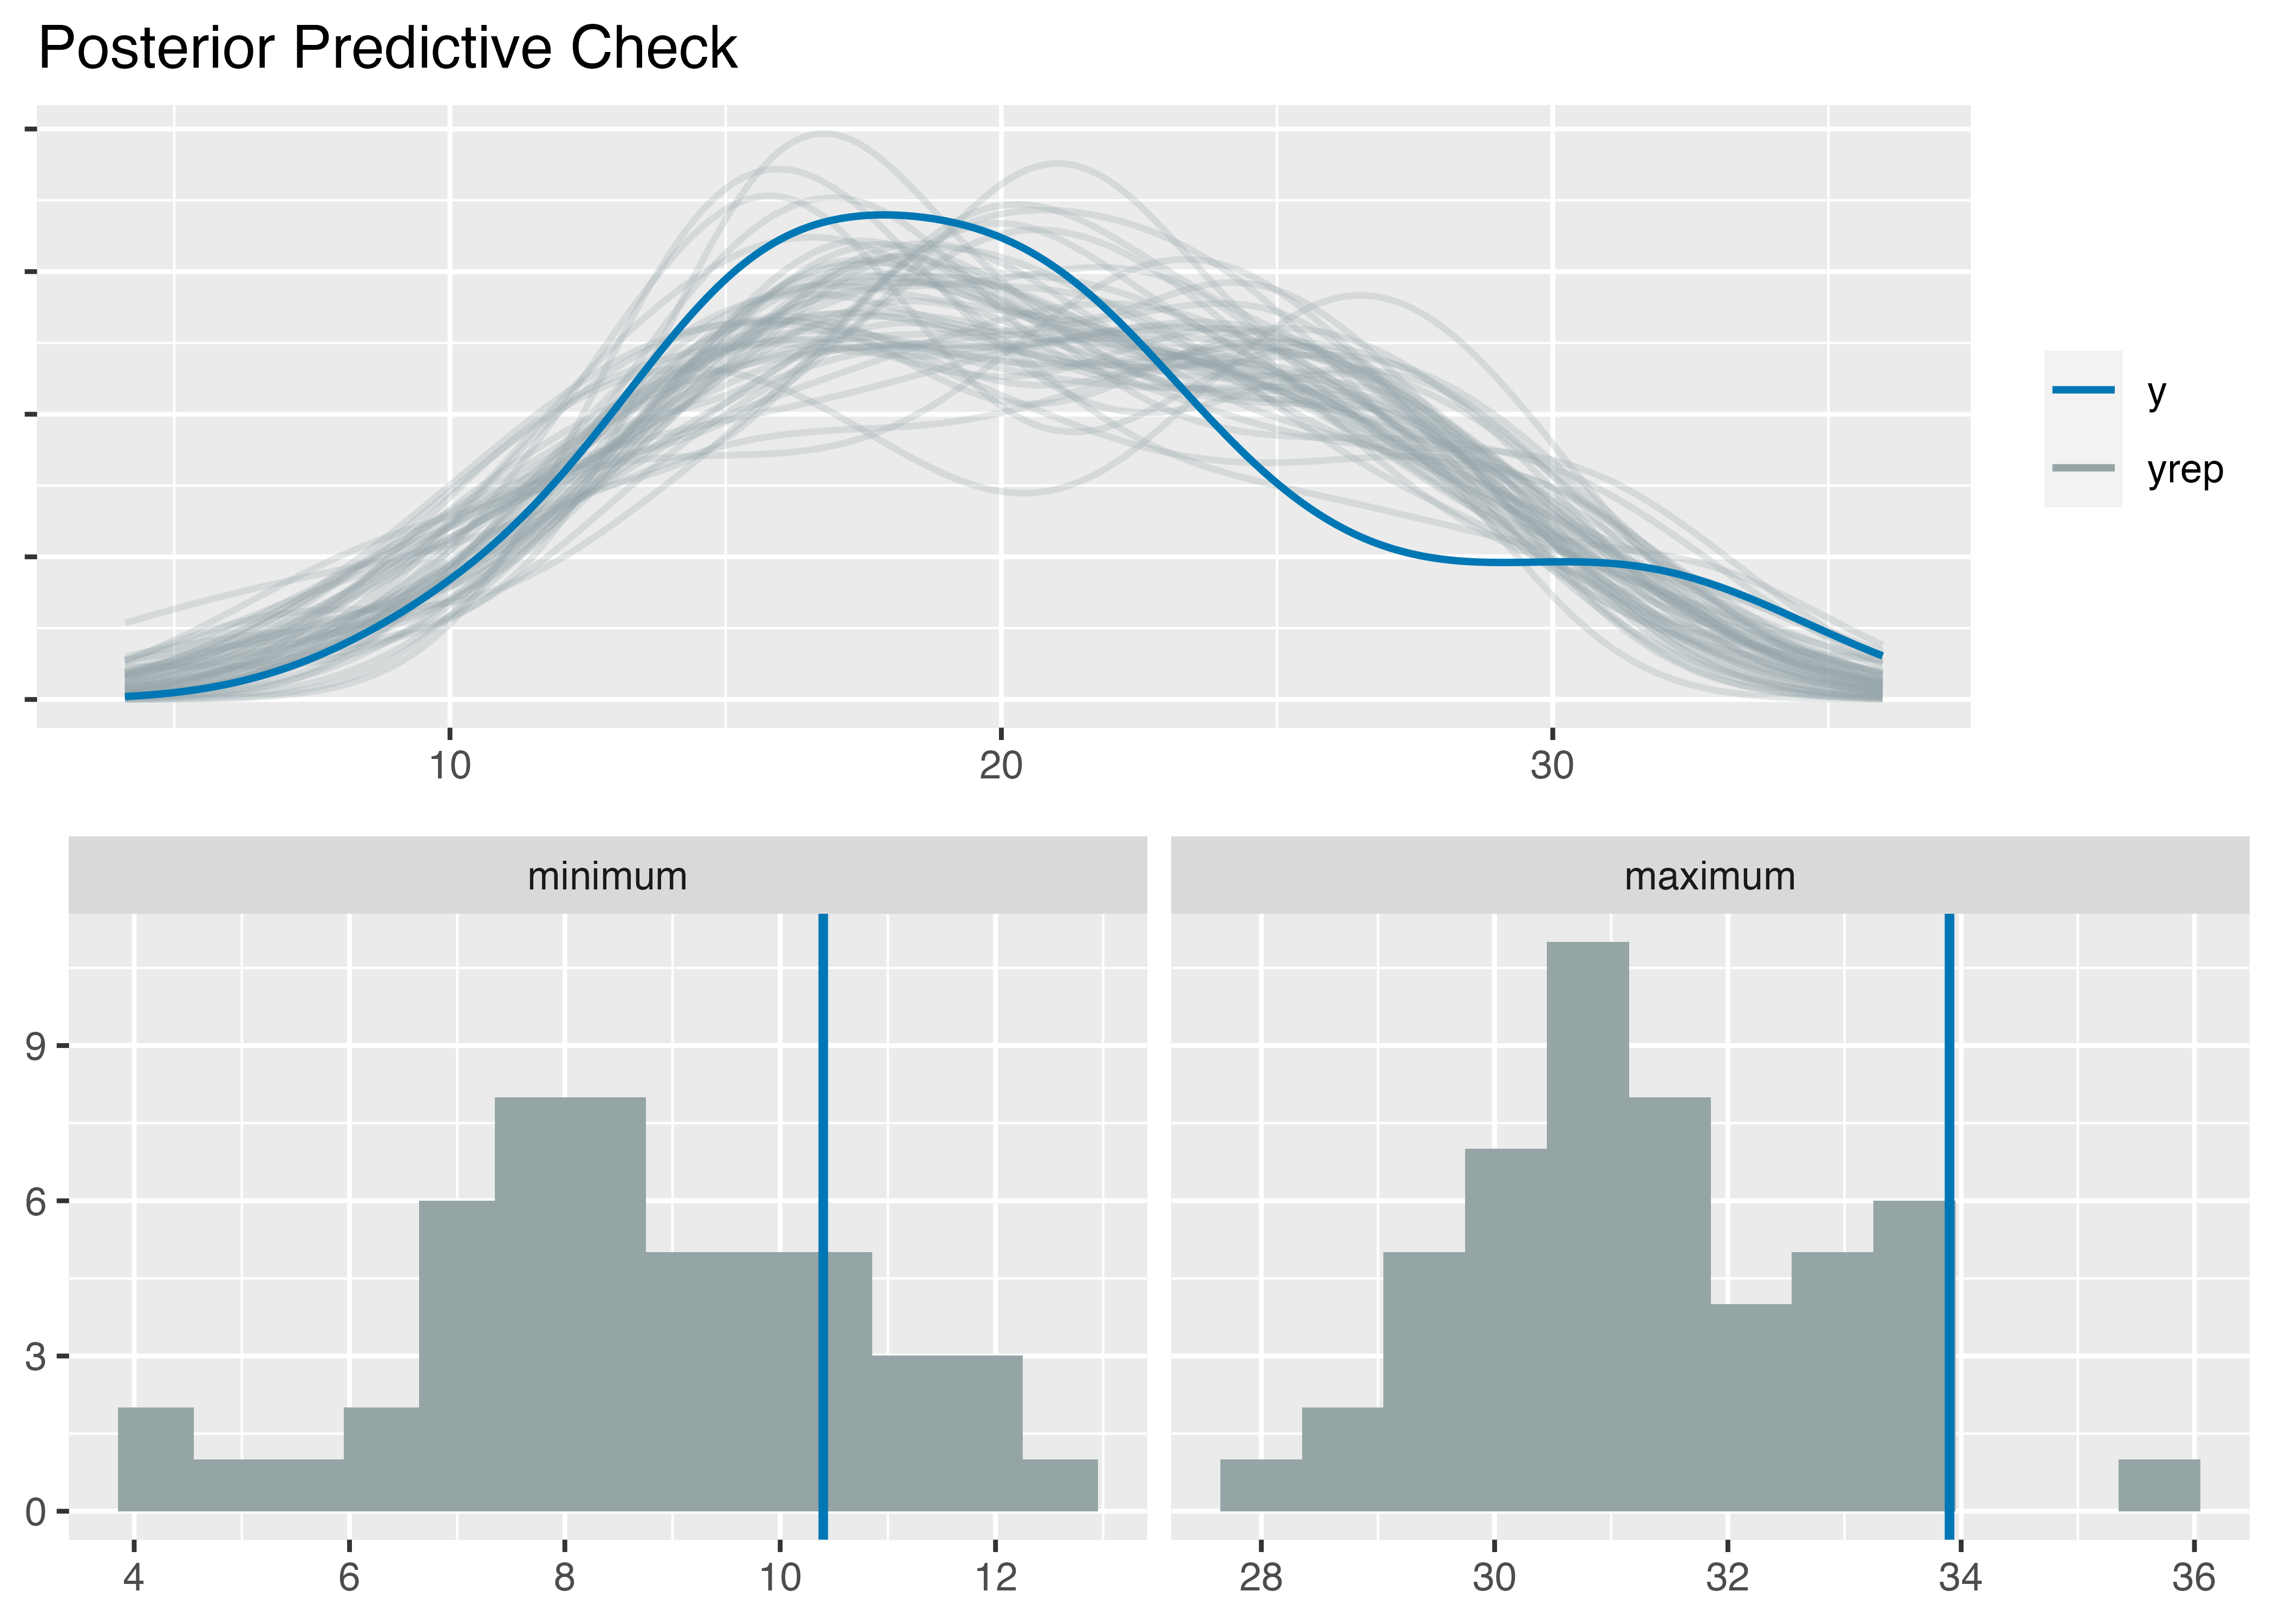 Posterior Predictive Check
y
yrep
10 20 30
minimum maximum
9
6
3
0
4 6 8 10 12 28 30 32 34 36